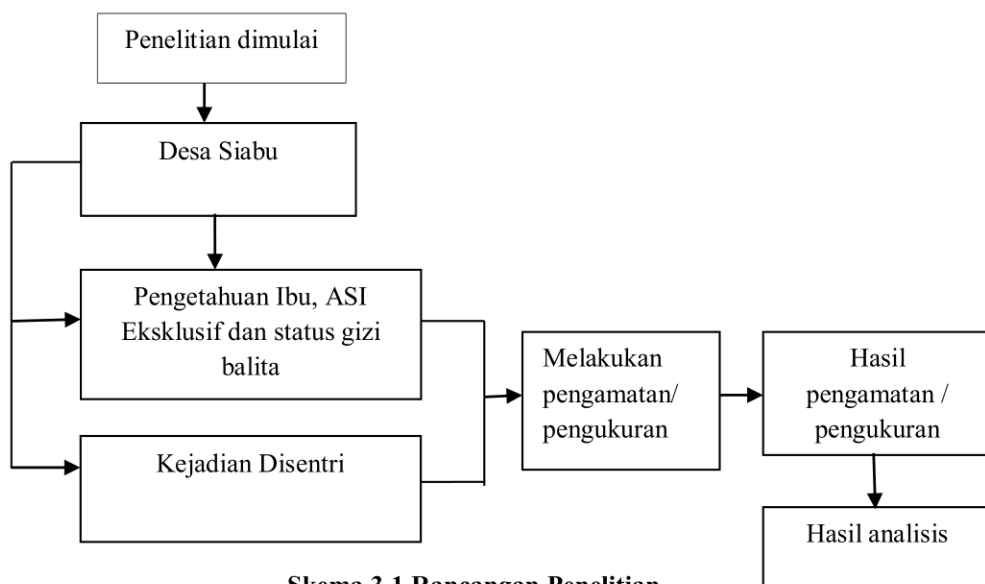 Penelitian dimulai
Desa Siabu
Pengetahuan Ibu, ASI
Eksklusif dan status gizi
balita
Kejadian Disentri
Melakukan
pengamatan/
pengukuran
Hasil
pengamatan /
pengukuran
Hasil analisis
Skema 3.1 Rancangan Penelitian